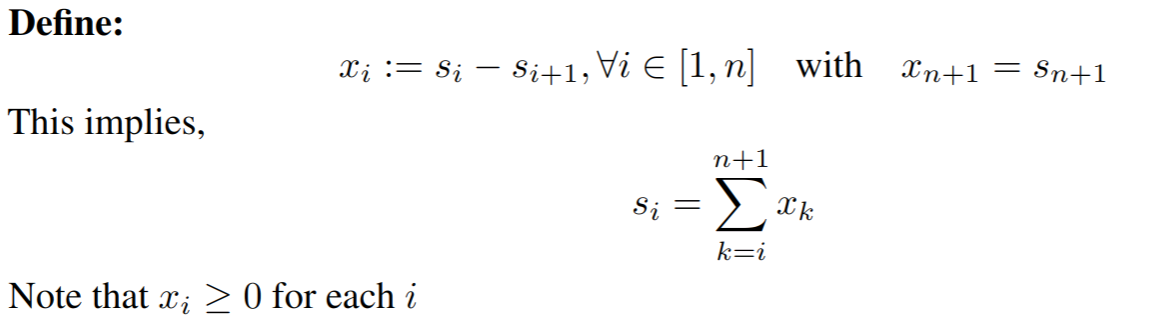 Define:
x_i := s_i − s_{i+1}, ∀i ∈ [1, n] with x_{n+1} = s_{n+1}
This implies,
s_i = \sum_{k=i}^{n+1} x_k
Note that x_i ≥ 0 for each i